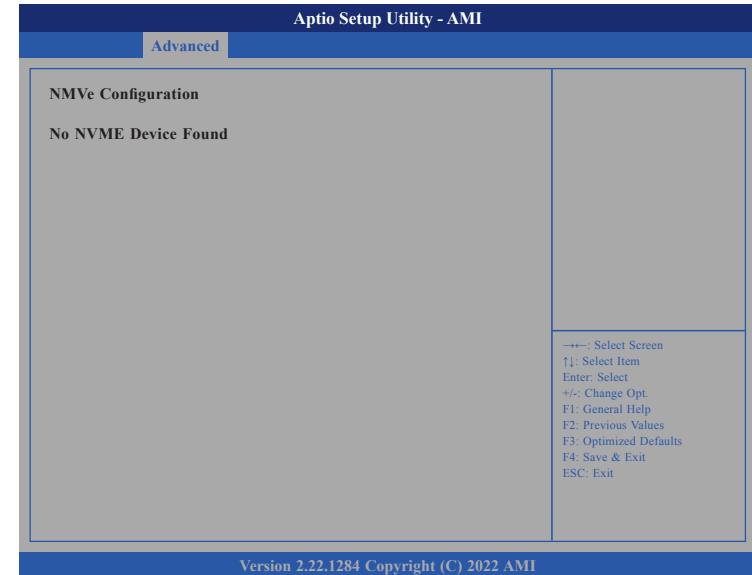 Aptio Setup Utility - AMI
Advanced
NMVe Configuration
No NVME Device Found
→←: Select Screen
↑↓: Select Item
Enter: Select
+/-: Change Opt.
F1: General Help
F2: Previous Values
F3: Optimized Defaults
F4: Save & Exit
ESC: Exit
Version 2.22.1284 Copyright (C) 2022 AMI